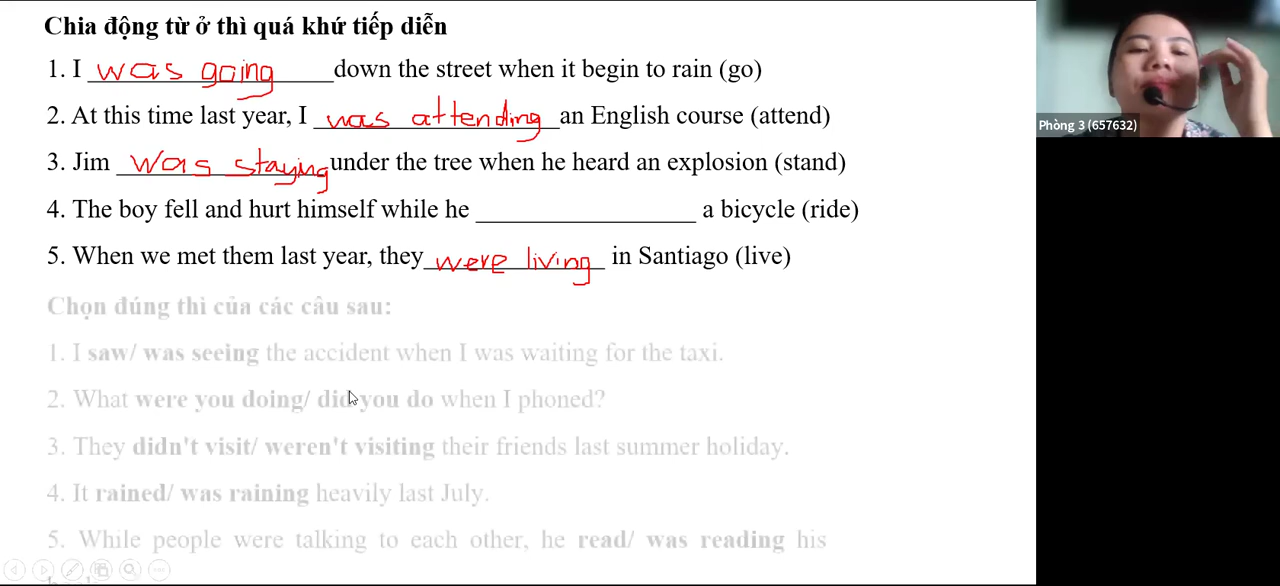 Chia động từ ở thì quá khứ tiếp diễn
1. I was going down the street when it begin to rain (go)
2. At this time last year, I was attending an English course (attend)
3. Jim was staying under the tree when he heard an explosion (stand)
4. The boy fell and hurt himself while he ______ a bicycle (ride)
5. When we met them last year, they were living in Santiago (live)
Chọn đúng thì của các câu sau:
1. I saw/ was seeing the accident when I was waiting for the taxi.
2. What were you doing/ did you do when I phoned?
3. They didn't visit/ weren't visiting their friends last summer holiday.
4. It rained/ was raining heavily last July.
5. While people were talking to each other, he read/ was reading his
Phòng 3 (657632)